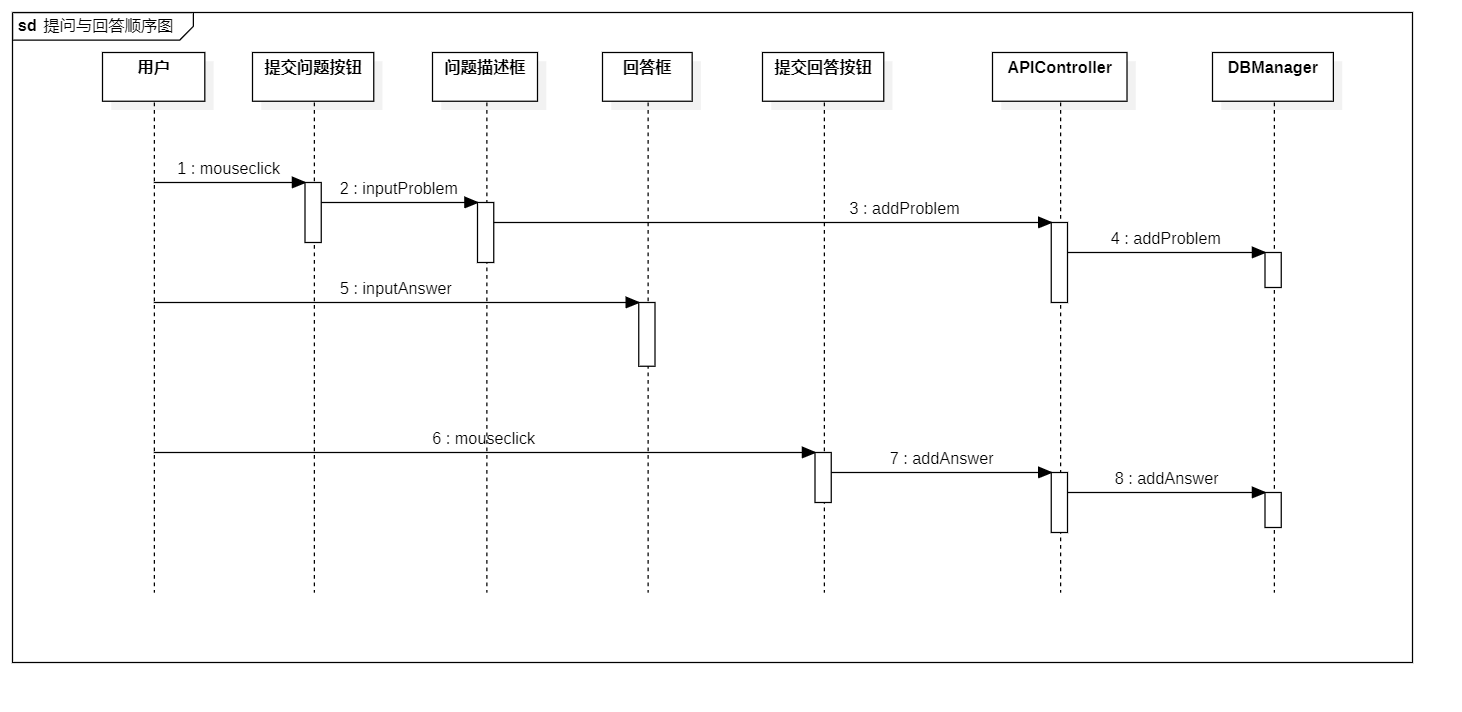 sd 提问与回答顺序图
用户
提交问题按钮
问题描述框
回答框
提交回答按钮
APIController
DBManager
1 : mouseclick
2 : inputProblem
3 : addProblem
4 : addProblem
5 : inputAnswer
6 : mouseclick
7 : addAnswer
8 : addAnswer